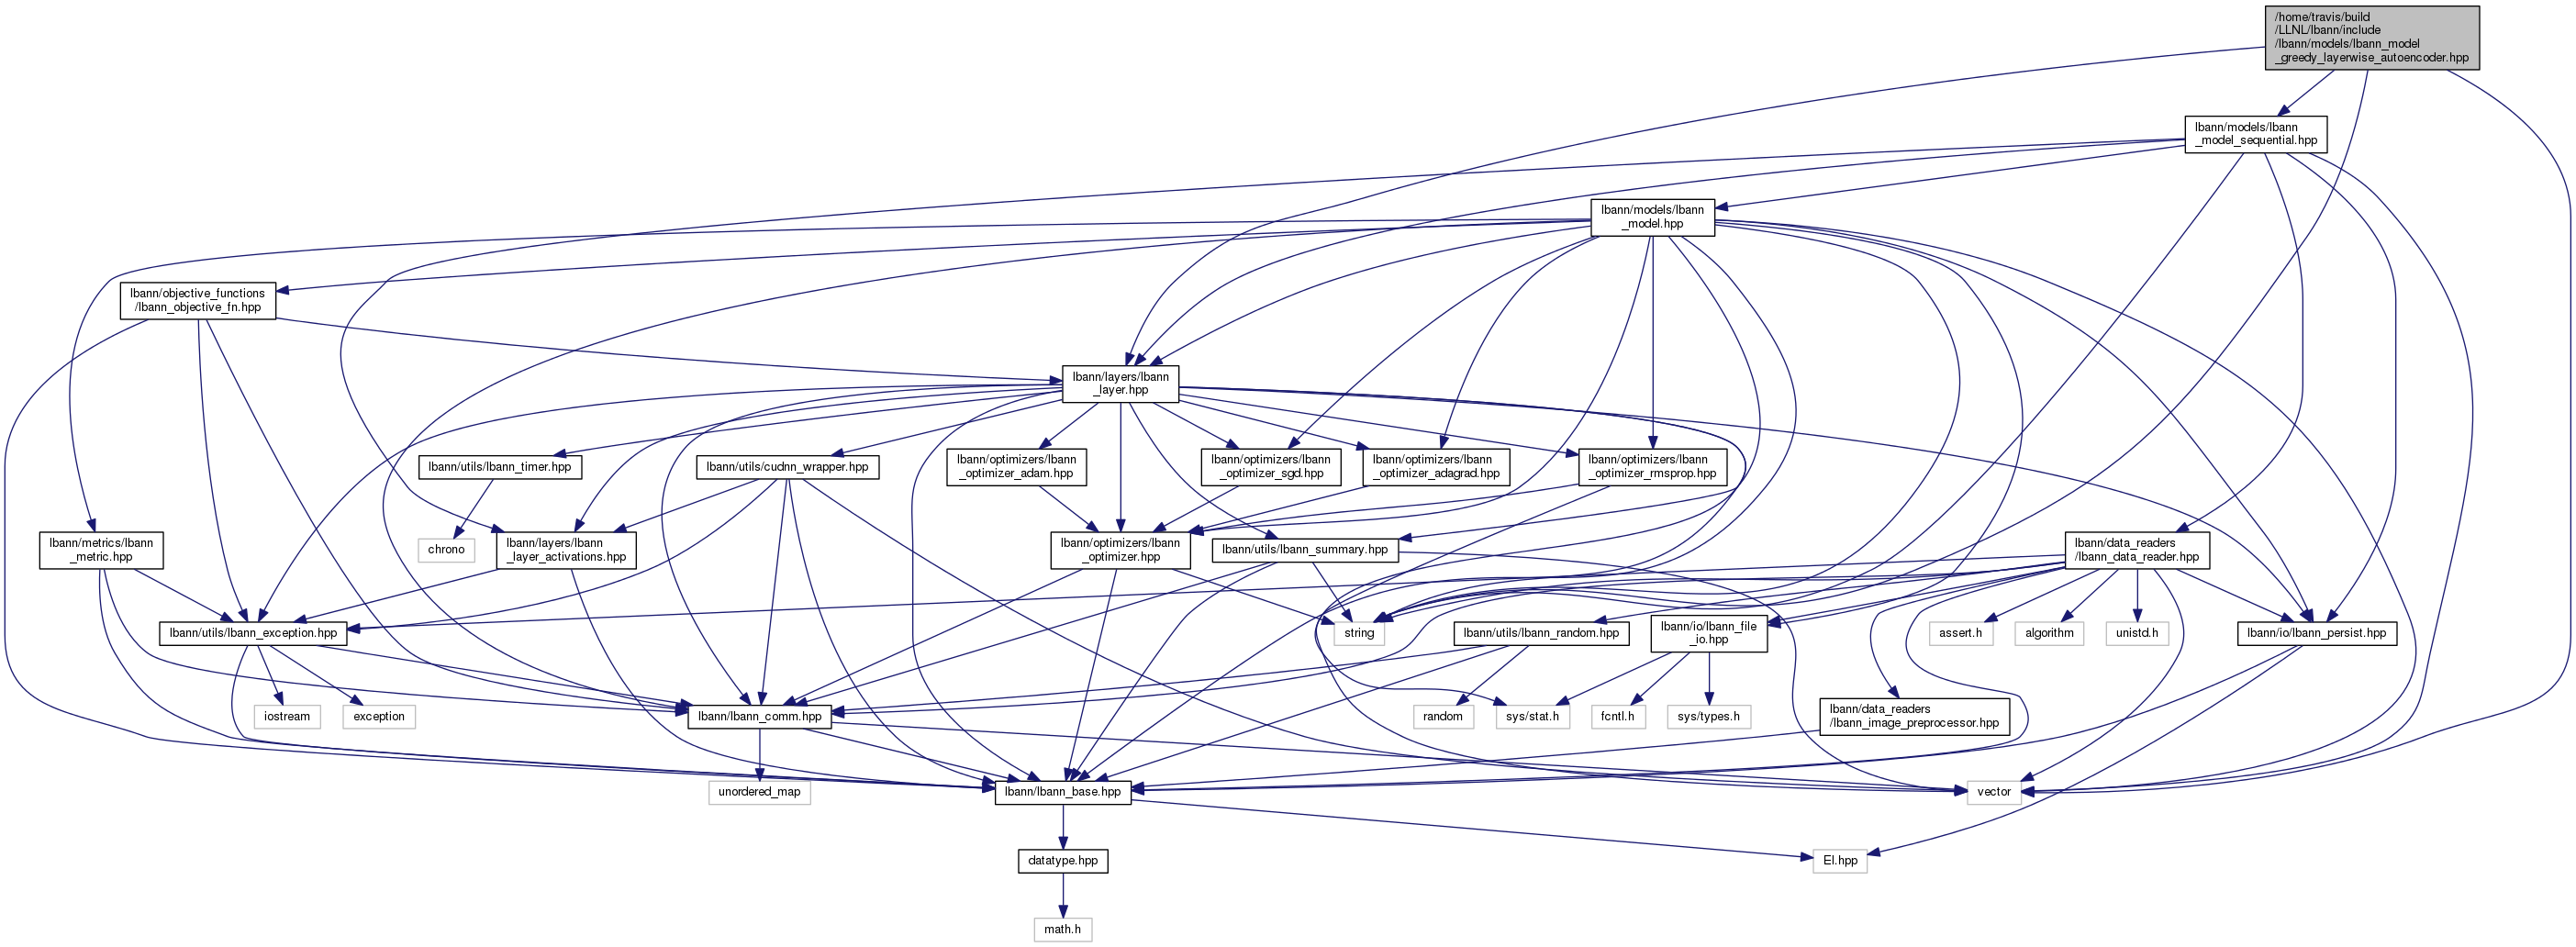 /home/travis/build
/LLNL/lbann/include
/lbann/models/lbann_model
_greedy_layerwise_autoencoder.hpp
lbann/models/lbann
_model_sequential.hpp
lbann/models/lbann
_model.hpp
lbann/objective_functions
/lbann_objective_fn.hpp
lbann/layers/lbann
_layer.hpp
lbann/utils/lbann_timer.hpp
lbann/utils/cudnn_wrapper.hpp
lbann/optimizers/lbann
_optimizer_adam.hpp
lbann/optimizers/lbann
_optimizer_sgd.hpp
lbann/optimizers/lbann
_optimizer_adagrad.hpp
lbann/optimizers/lbann
_optimizer_rmsprop.hpp
lbann/metrics/lbann
_metric.hpp
chrono
lbann/layers/lbann
_layer_activations.hpp
lbann/optimizers/lbann
_optimizer.hpp
lbann/utils/lbann_summary.hpp
lbann/data_readers
/lbann_data_reader.hpp
lbann/utils/lbann_exception.hpp
string
lbann/utils/lbann_random.hpp
lbann/io/lbann_file
_io.hpp
assert.h
algorithm
unistd.h
lbann/io/lbann_persist.hpp
iostream
exception
lbann/lbann_comm.hpp
random
sys/stat.h
fcntl.h
sys/types.h
lbann/data_readers
/lbann_image_preprocessor.hpp
unordered_map
lbann/lbann_base.hpp
vector
datatype.hpp
El.hpp
math.h